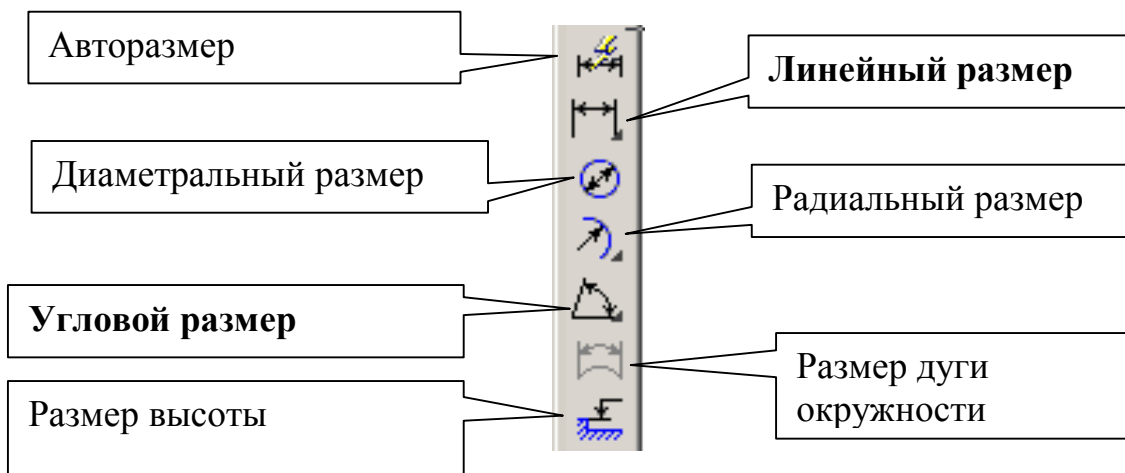 Авторазмер
Линейный размер
Диаметральный размер
Радиальный размер
Угловой размер
Размер дуги
окружности
Размер высоты